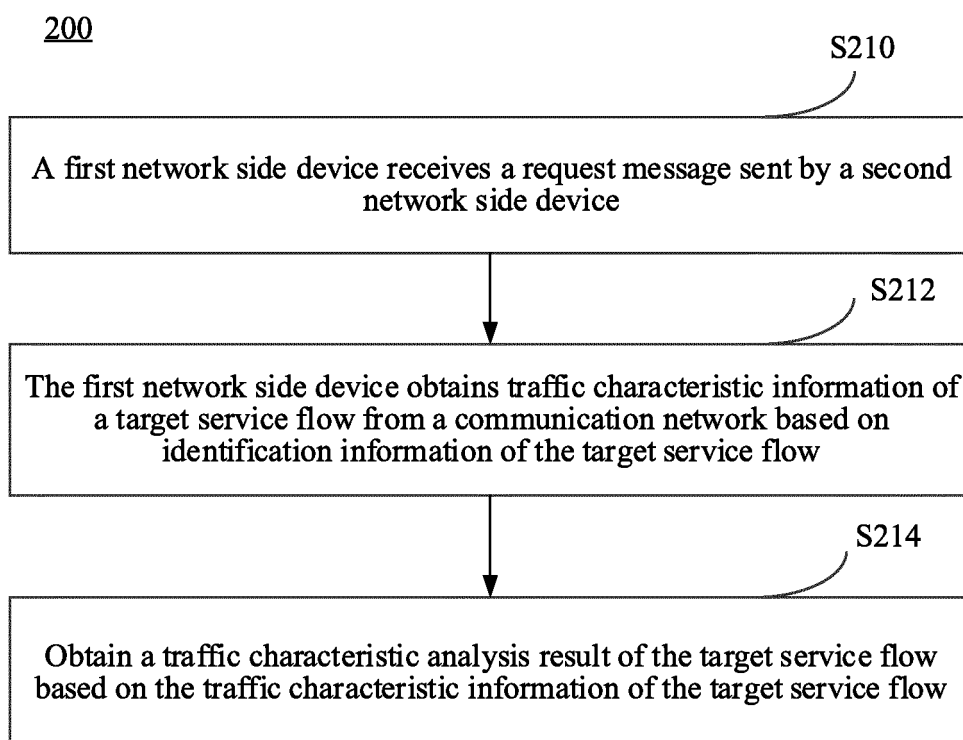 200
S210
A first network side device receives a request message sent by a second
network side device
S212
The first network side device obtains traffic characteristic information of
a target service flow from a communication network based on
identification information of the target service flow
S214
Obtain a traffic characteristic analysis result of the target service flow
based on the traffic characteristic information of the target service flow